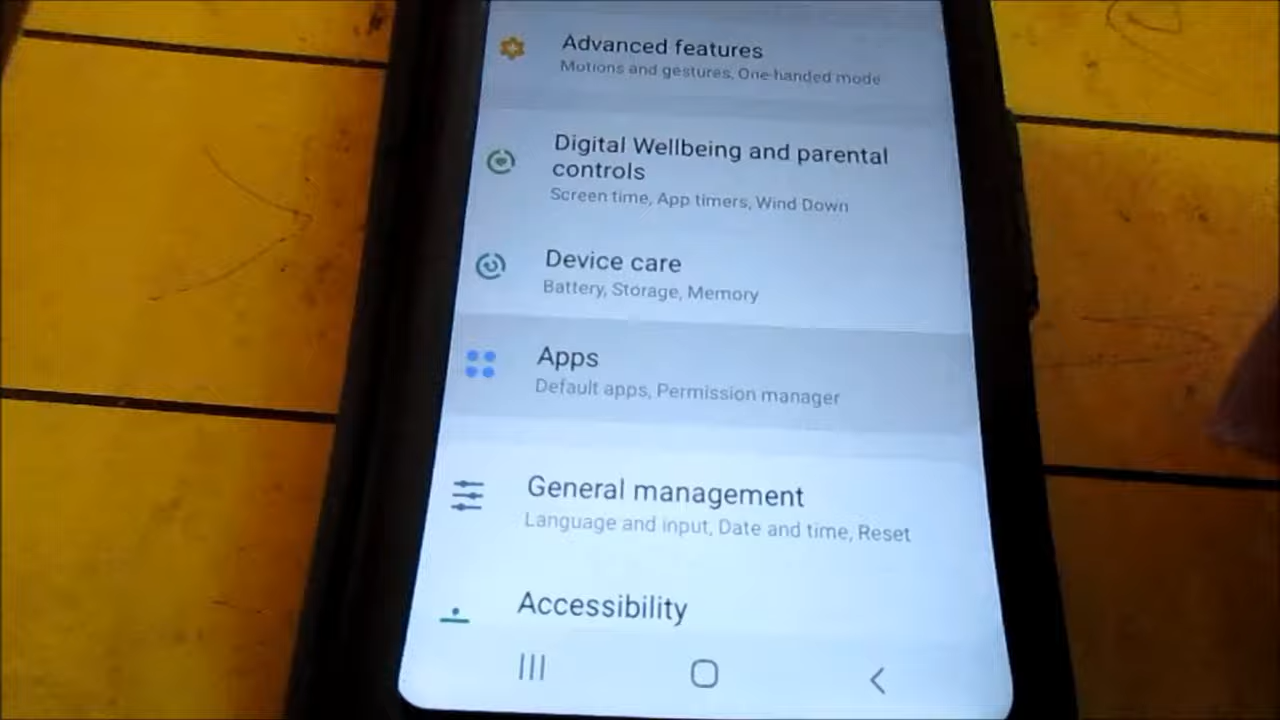 Advanced features
Motions and gestures, One-handed mode
Digital Wellbeing and parental
controls
Screen time, App timers, Wind Down
Device care
Battery, Storage, Memory
Apps
Default apps, Permission manager
General management
Language and input, Date and time, Reset
Accessibility